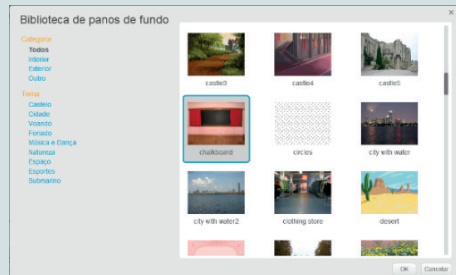 Biblioteca de panos de fundo
Categoria
Todos
Interior
Exterior
Outro
Tema
Castelo
Cidade
Voando
Feriado
Música e Dança
Natureza
Espaço
Esportes
Submarino
castle3
castle4
castle5
chalkboard
circles
city with water
city with water2
clothing store
desert
OK
Cancelar